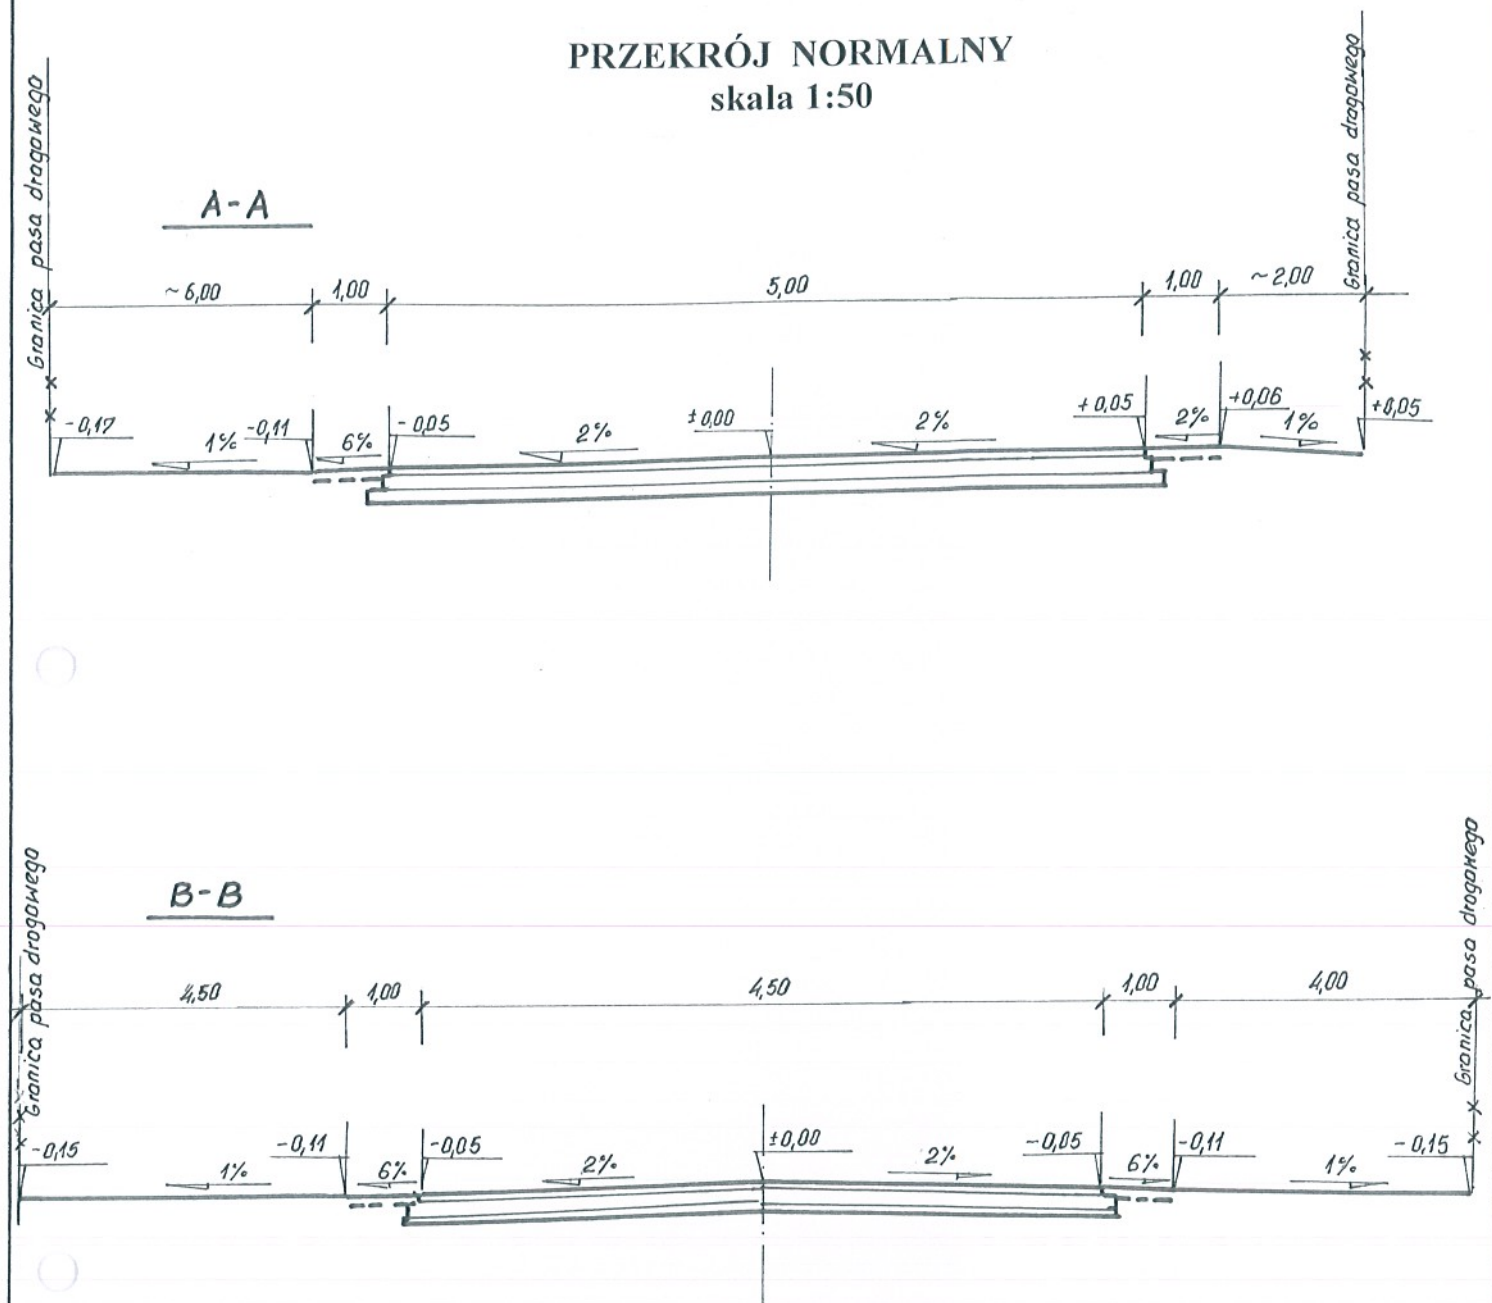 PRZEKRÓJ NORMALNY
skala 1:50
Granica pasa drogowego
Granica pasa drogowego
A-A
~6,00 1,00 5,00 1,00 ~2,00
-0,17 1% -0,11 6% -0,05 2% ±0,00 2% +0,05 2% +0,06 1% +0,05
Granica pasa drogowego
Granica pasa drogowego
B-B
4,50 1,00 4,50 1,00 4,00
-0,15 1% -0,11 6% -0,05 2% ±0,00 2% -0,05 6% -0,11 1% -0,15